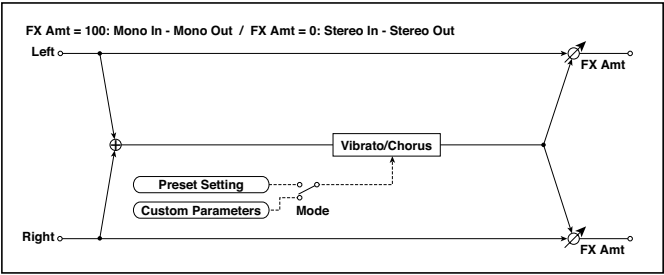 FX Amt = 100: Mono In - Mono Out / FX Amt = 0: Stereo In - Stereo Out
Left
FX Amt
Vibrato/Chorus
Preset Setting
Custom Parameters
Mode
Right
FX Amt